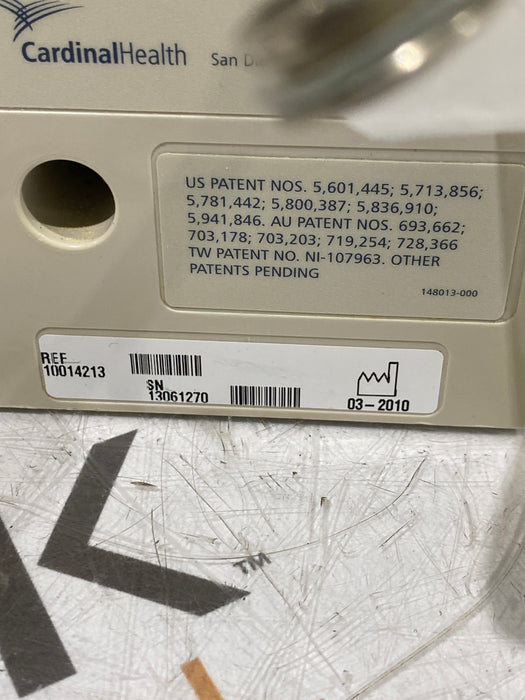 CardinalHealth San
US PATENT NOS. 5,601,445; 5,713,856;
5,781,442; 5,800,387; 5,836,910;
5,941,846. AU PATENT NOS. 693,662;
703,178; 703,203; 719,254; 728,366
TW PATENT NO. NI-107963. OTHER
PATENTS PENDING
148013-000
REF
10014213
SN
13061270
03-2010
TM